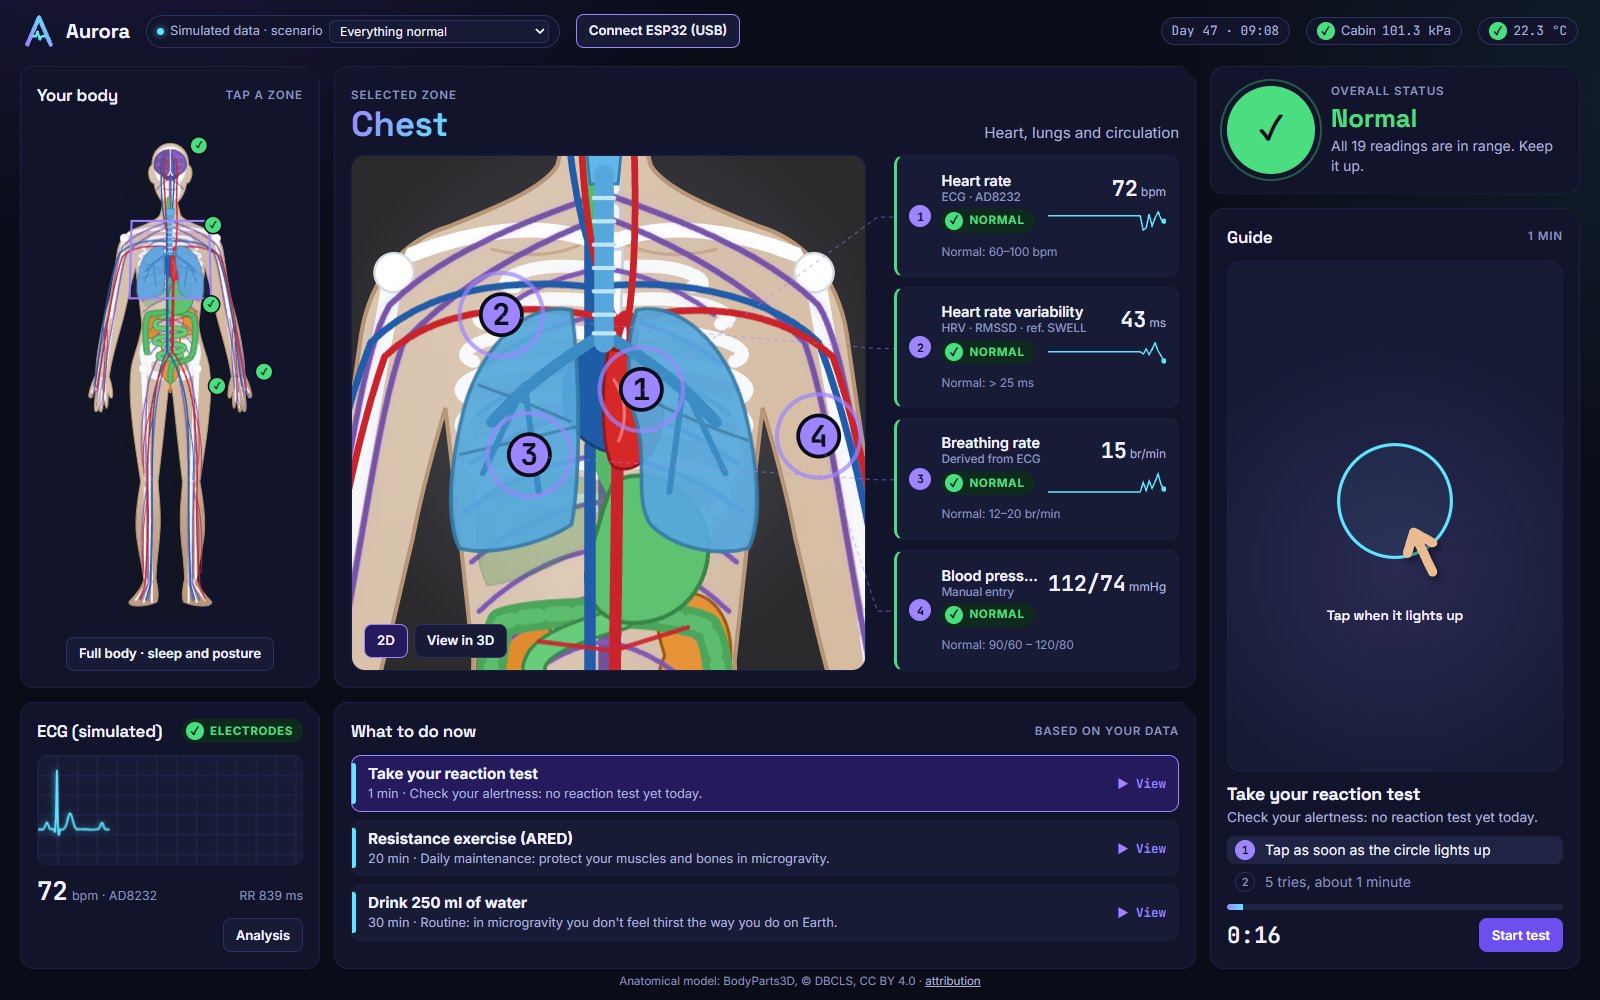 Aurora
Simulated data · scenario
Everything normal
Connect ESP32 (USB)
Day 47 · 09:08
Cabin 101.3 kPa
22.3 °C
Your body
TAP A ZONE
Full body · sleep and posture
SELECTED ZONE
Chest
Heart, lungs and circulation
2
1
3
4
2D
View in 3D
1
Heart rate
72 bpm
ECG · AD8232
NORMAL
Normal: 60–100 bpm
2
Heart rate variability
43 ms
HRV · RMSSD · ref. SWELL
NORMAL
Normal: > 25 ms
3
Breathing rate
15 br/min
Derived from ECG
NORMAL
Normal: 12–20 br/min
4
Blood press...
112/74 mmHg
Manual entry
NORMAL
Normal: 90/60 – 120/80
OVERALL STATUS
Normal
All 19 readings are in range. Keep
it up.
Guide
1 MIN
Tap when it lights up
Take your reaction test
Check your alertness: no reaction test yet today.
1 Tap as soon as the circle lights up
2 5 tries, about 1 minute
0:16
Start test
ECG (simulated)
ELECTRODES
72 bpm · AD8232
RR 839 ms
Analysis
What to do now
BASED ON YOUR DATA
Take your reaction test
1 min · Check your alertness: no reaction test yet today.
View
Resistance exercise (ARED)
20 min · Daily maintenance: protect your muscles and bones in microgravity.
View
Drink 250 ml of water
30 min · Routine: in microgravity you don't feel thirst the way you do on Earth.
View
Anatomical model: BodyParts3D, © DBCLS, CC BY 4.0 · attribution